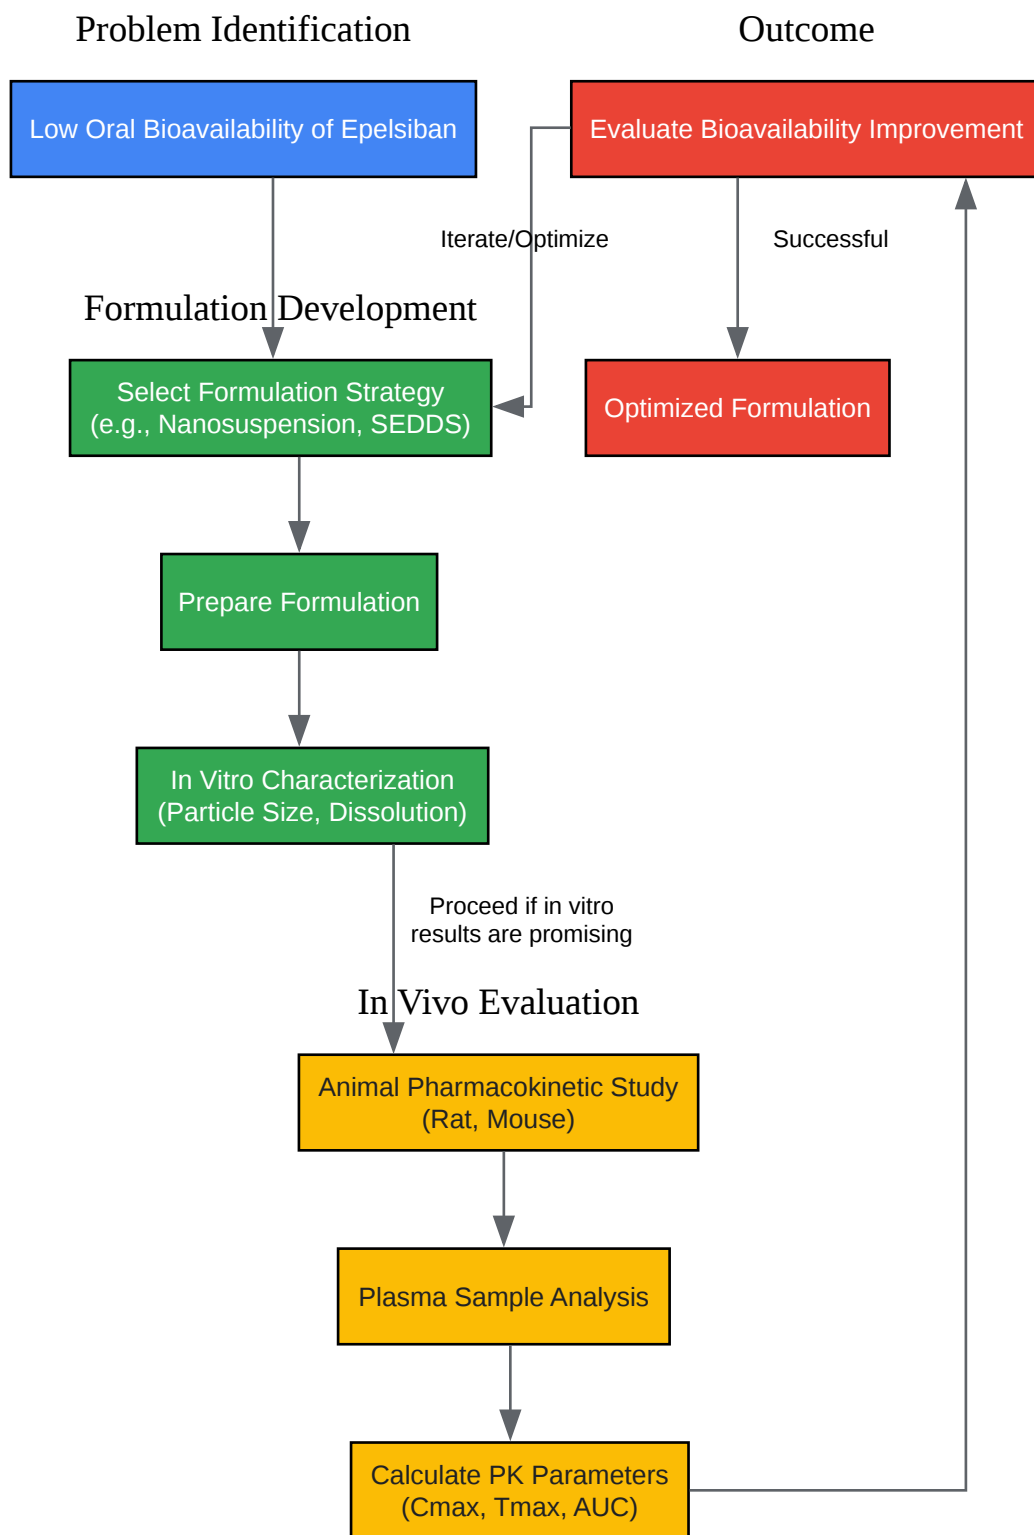 Problem Identification
Outcome
Low Oral Bioavailability of Epelsiban
Evaluate Bioavailability Improvement
Iterate/Optimize
Successful
Formulation Development
Select Formulation Strategy
(e.g., Nanosuspension, SEDDS)
Optimized Formulation
Prepare Formulation
In Vitro Characterization
(Particle Size, Dissolution)
Proceed if in vitro
results are promising
In Vivo Evaluation
Animal Pharmacokinetic Study
(Rat, Mouse)
Plasma Sample Analysis
Calculate PK Parameters
(Cmax, Tmax, AUC)